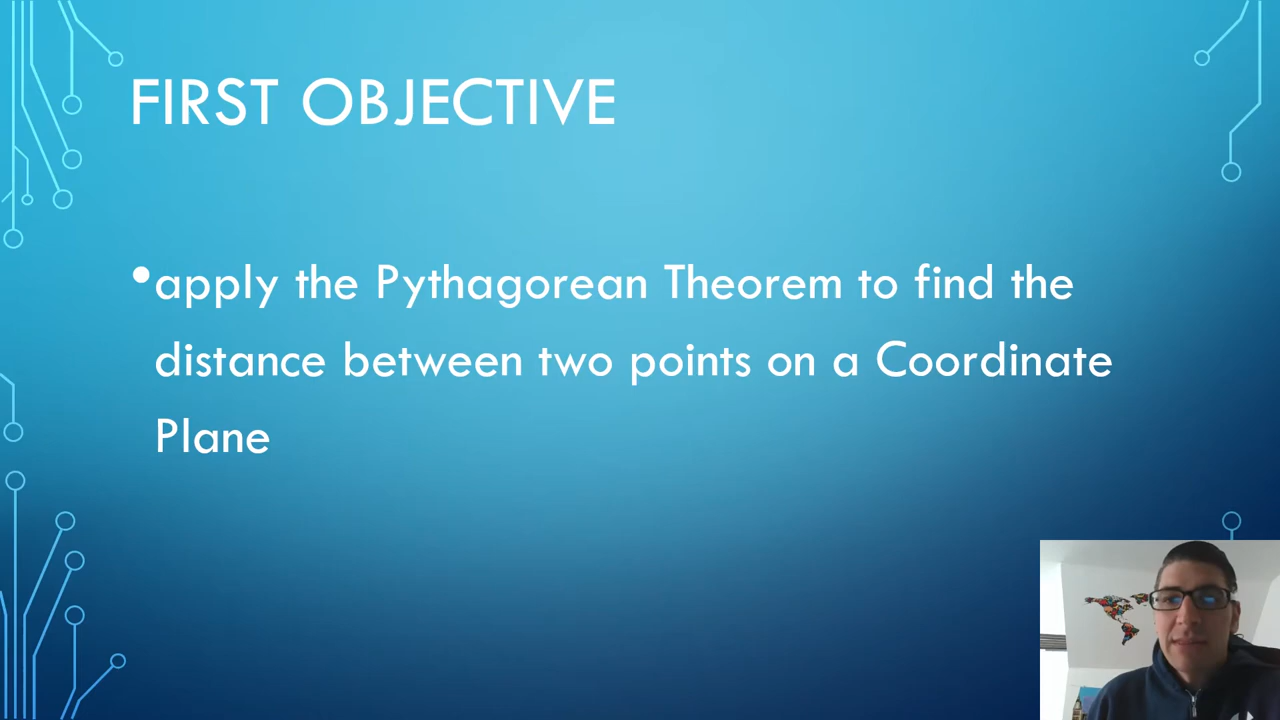 FIRST OBJECTIVE
•apply the Pythagorean Theorem to find the
distance between two points on a Coordinate
Plane